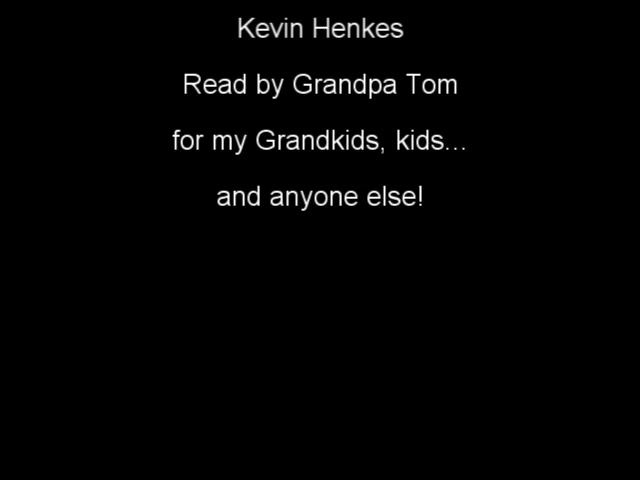 Kevin Henkes
Read by Grandpa Tom
for my Grandkids, kids...
and anyone else!